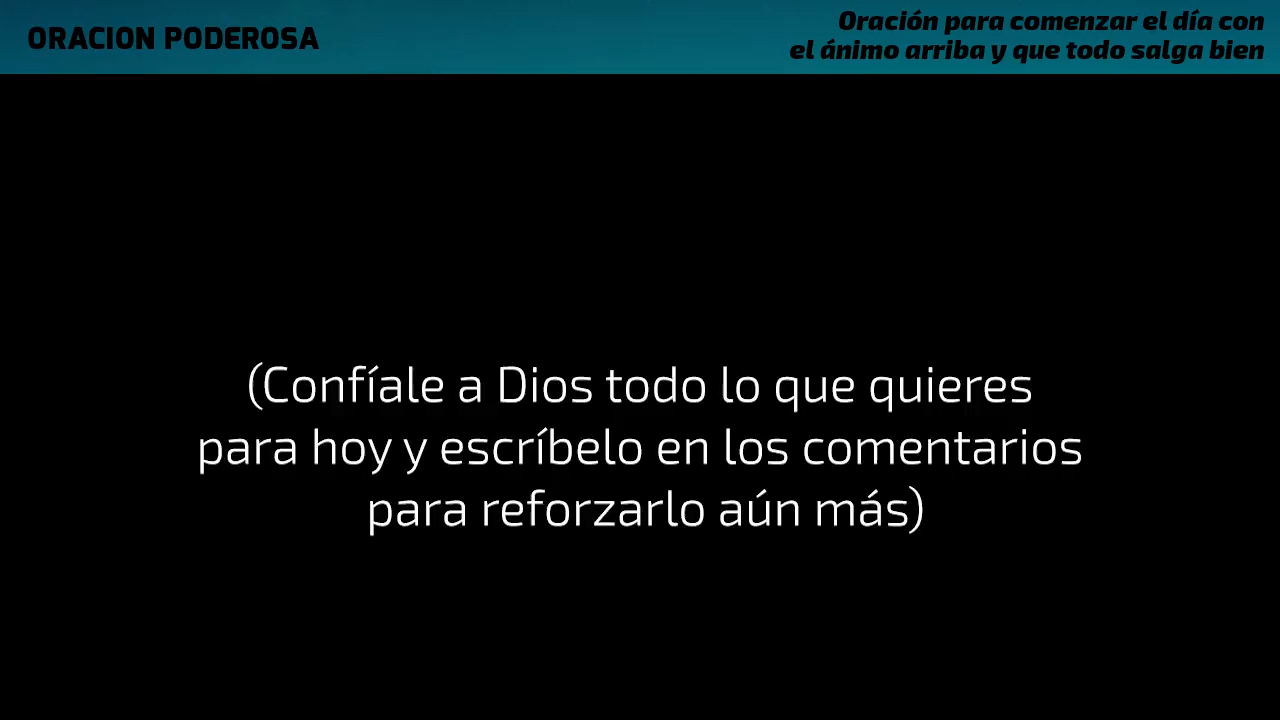 ORACION PODEROSA
Oración para comenzar el día con
el ánimo arriba y que todo salga bien
(Confíale a Dios todo lo que quieres
para hoy y escríbelo en los comentarios
para reforzarlo aún más)